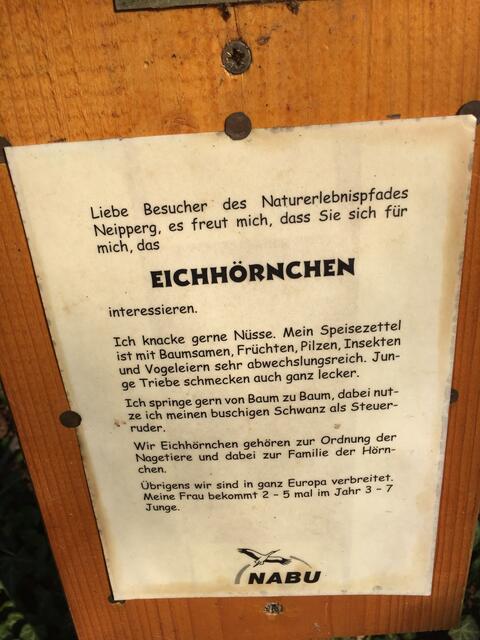 Liebe Besucher des Naturerlebnispfades
Neipperg, es freut mich, dass Sie sich für
mich, das
EICHHÖRNCHEN
interessieren.
Ich knacke gerne Nüsse. Mein Speisezettel
ist mit Baumsamen, Früchten, Pilzen, Insekten
und Vogeleiern sehr abwechslungsreich. Jun-
ge Triebe schmecken auch ganz lecker.
Ich springe gern von Baum zu Baum, dabei nut-
ze ich meinen buschigen Schwanz als Steuer-
ruder.
Wir Eichhörnchen gehören zur Ordnung der
Nagetiere und dabei zur Familie der Hörn-
chen.
Übrigens wir sind in ganz Europa verbreitet.
Meine Frau bekommt 2 - 5 mal im Jahr 3 - 7
Junge.
NABU